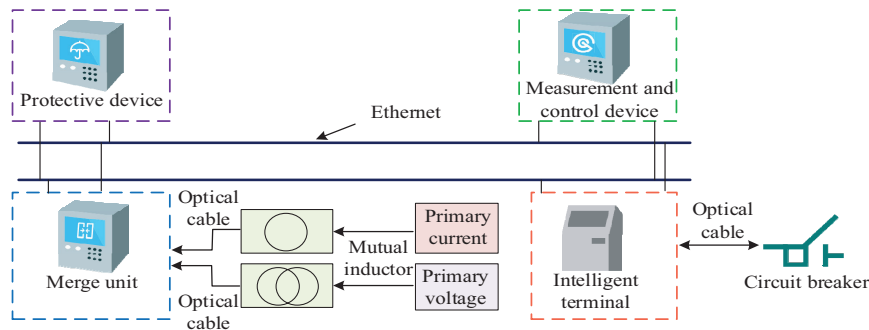 Protective device
Ethernet
Measurement and
control device
Optical
cable
Primary
current
Mutual
inductor
Primary
voltage
Merge unit
Optical
cable
Intelligent
terminal
Optical
cable
Circuit breaker